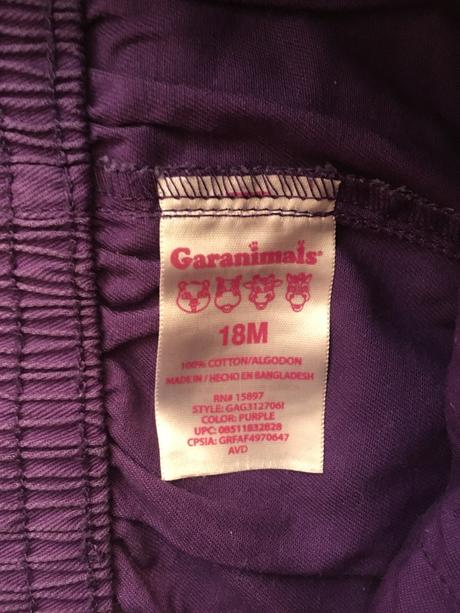 Garanimals®
18M
100% COTTON/ALGODON
MADE IN / HECHO EN BANGLADESH
RN# 15897
STYLE: GAG312706I
COLOR: PURPLE
UPC: 08511832828
CPSIA: GRFAF4970647
AVD